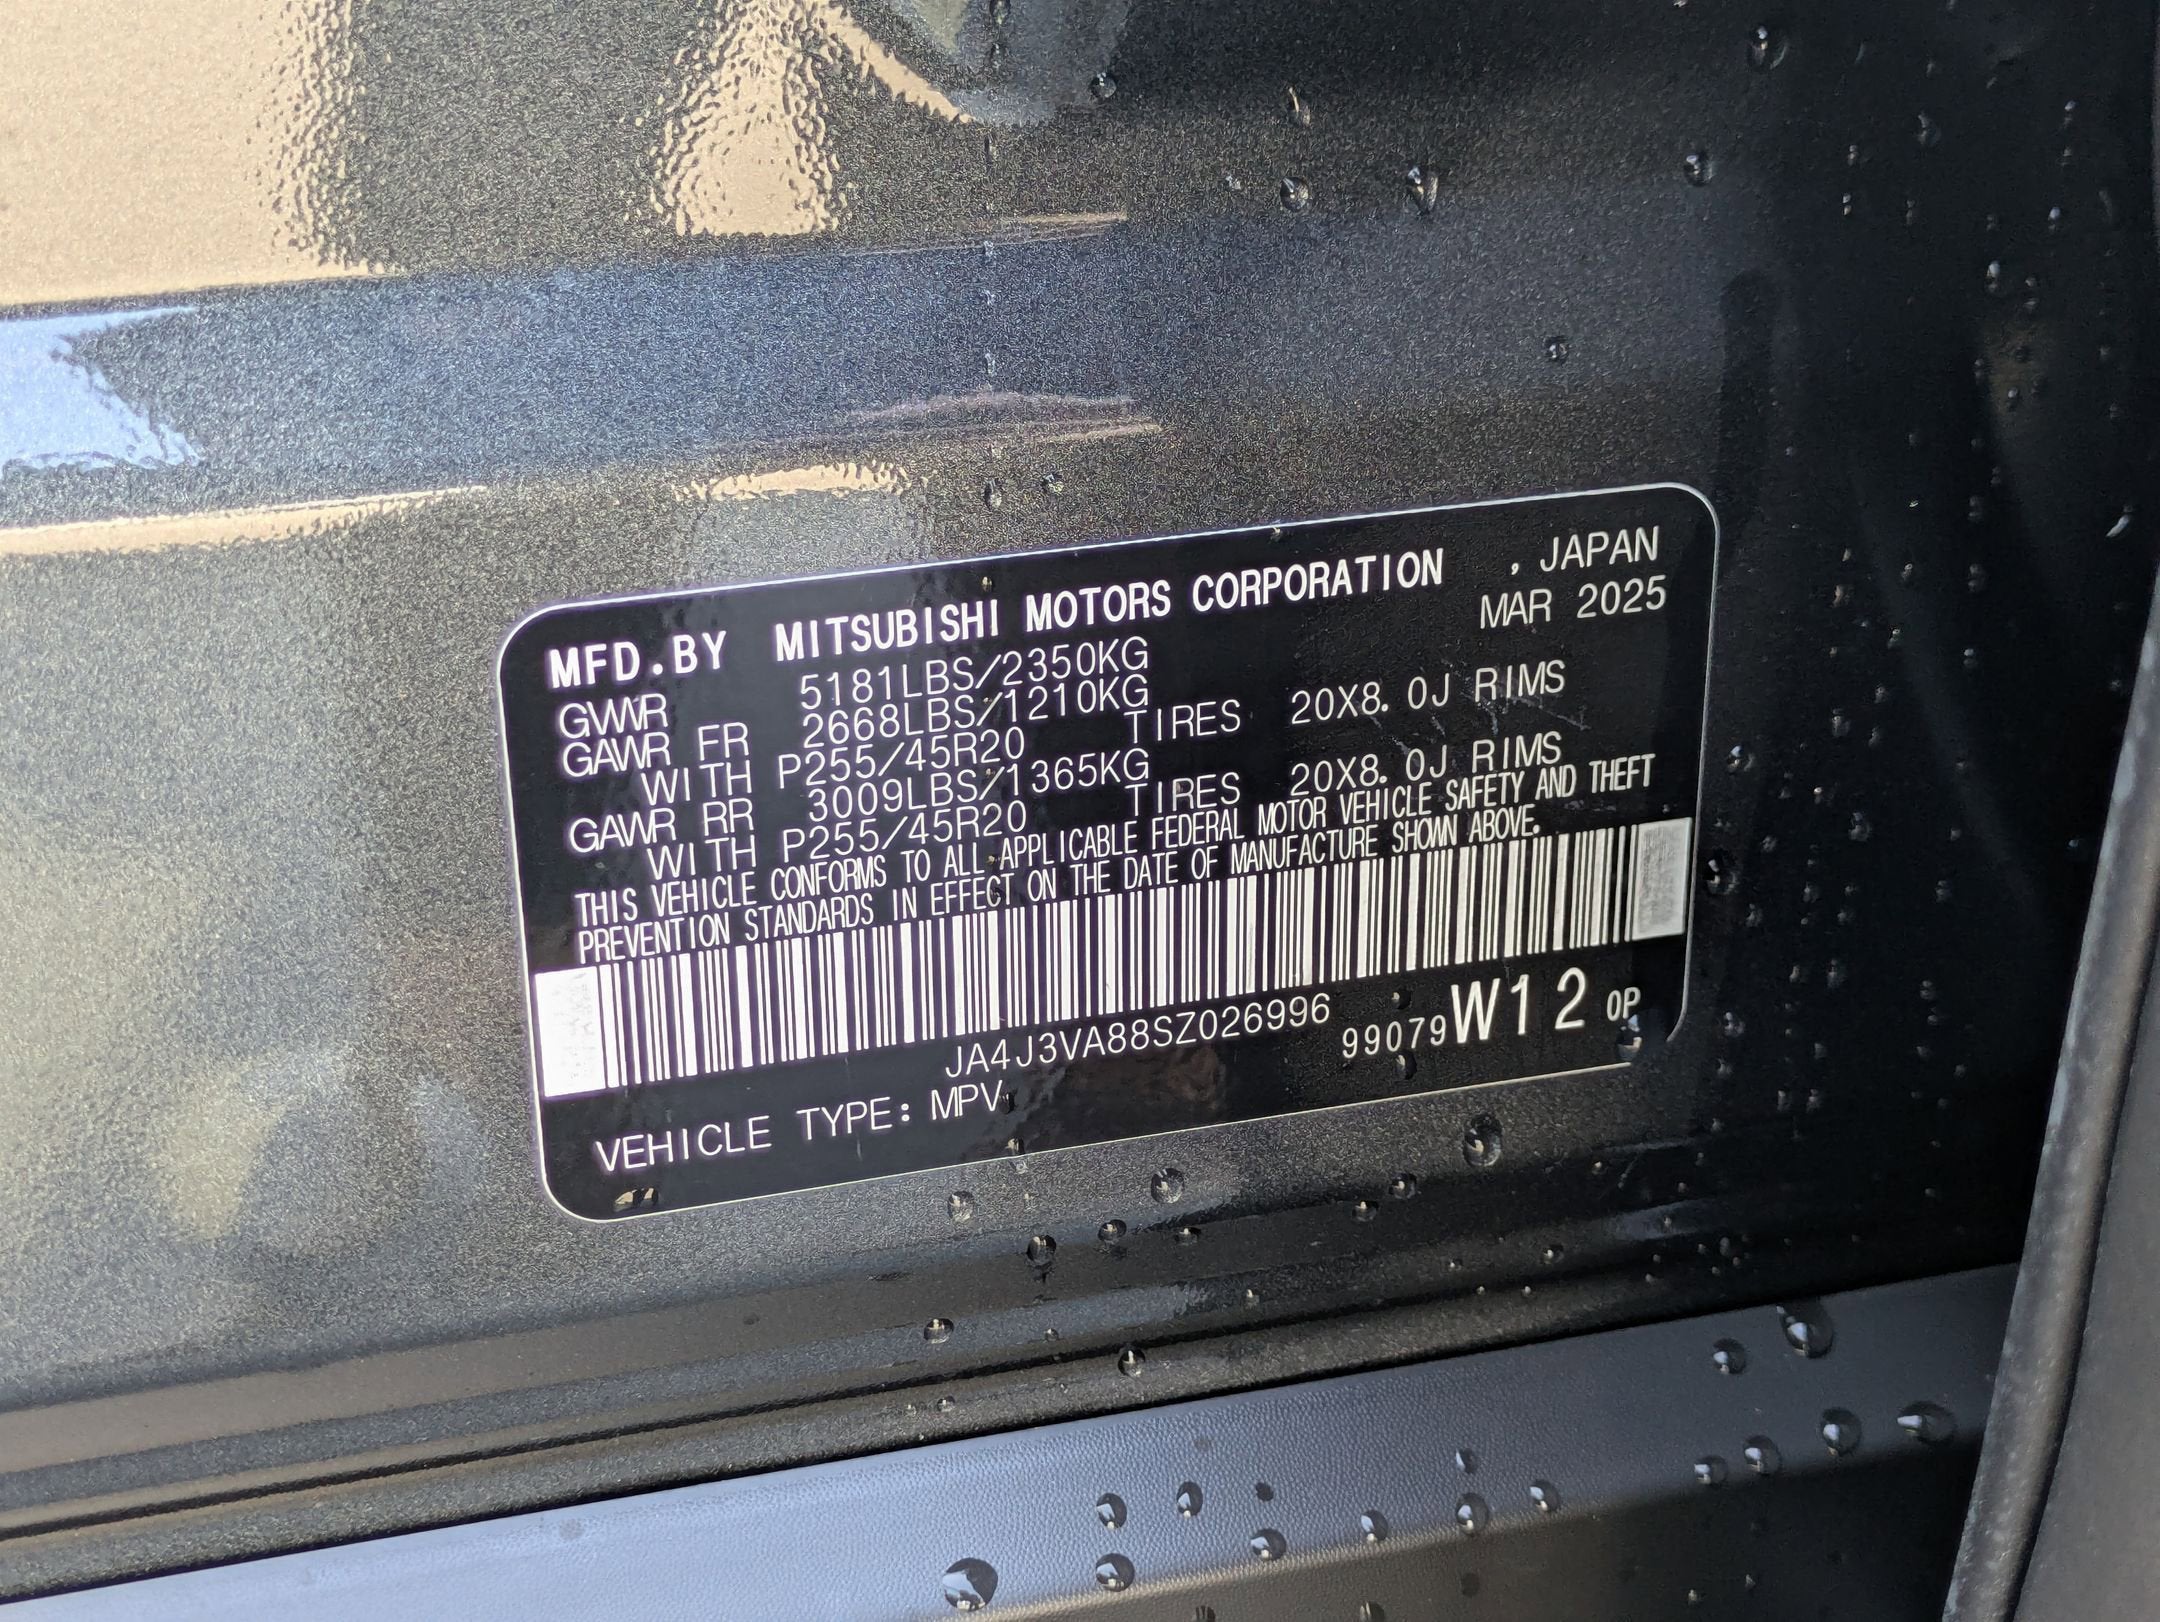 MFD.BY MITSUBISHI MOTORS CORPORATION , JAPAN
GVWR 5181LBS/2350KG MAR 2025
GAWR FR 2668LBS/1210KG
WITH P255/45R20 TIRES 20X8.0J RIMS
GAWR RR 3009LBS/1365KG
WITH P255/45R20 TIRES 20X8.0J RIMS
THIS VEHICLE CONFORMS TO ALL APPLICABLE FEDERAL MOTOR VEHICLE SAFETY AND THEFT
PREVENTION STANDARDS IN EFFECT ON THE DATE OF MANUFACTURE SHOWN ABOVE.
JA4J3VA88SZ026996 99079W12 0P
VEHICLE TYPE: MPV